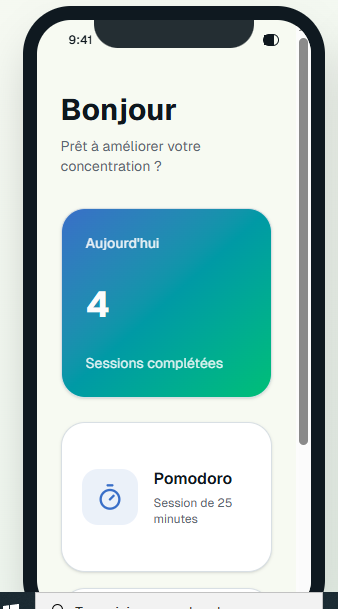 9:41
Bonjour
Prêt à améliorer votre
concentration ?
Aujourd'hui
4
Sessions complétées
Pomodoro
Session de 25
minutes